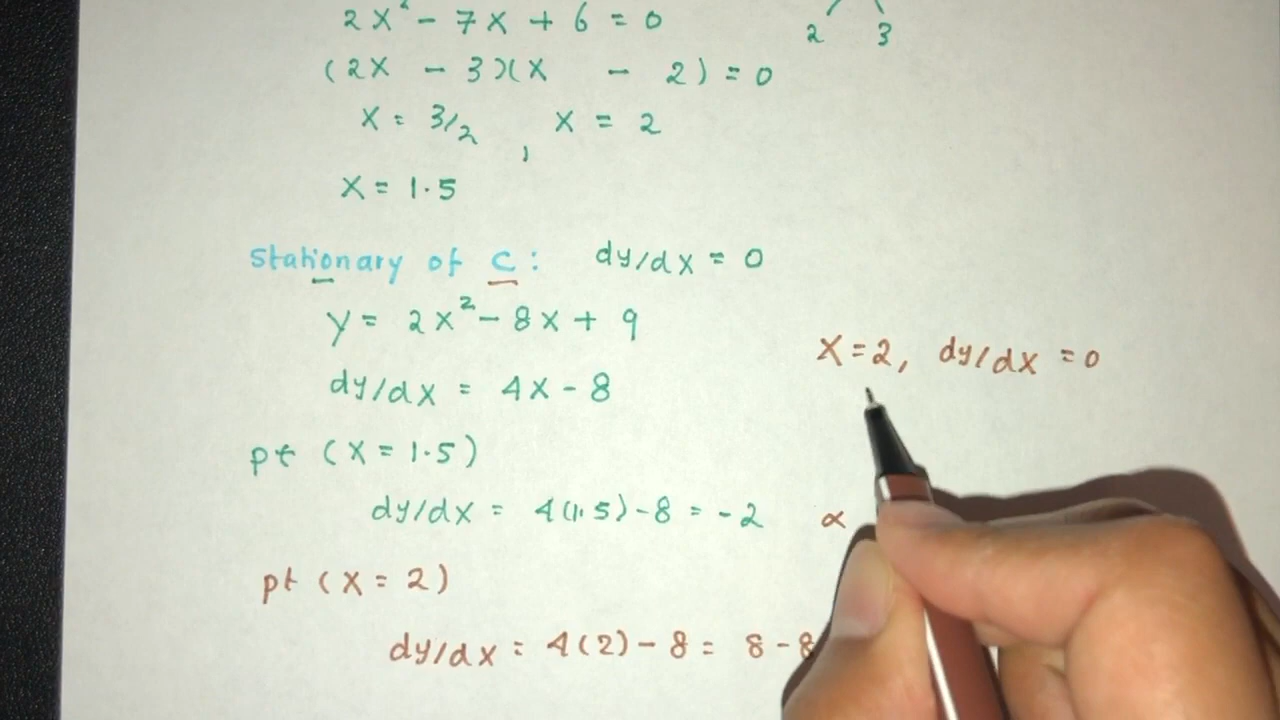 2x² - 7x + 6 = 0
2 3
(2x - 3)(x - 2) = 0
x = 3/2 , x = 2
x = 1.5
Stationary of C: dy/dx = 0
y = 2x² - 8x + 9
x = 2, dy/dx = 0
dy/dx = 4x - 8
pt (x = 1.5)
dy/dx = 4(1.5) - 8 = -2 ∝
pt (x = 2)
dy/dx = 4(2) - 8 = 8 - 8